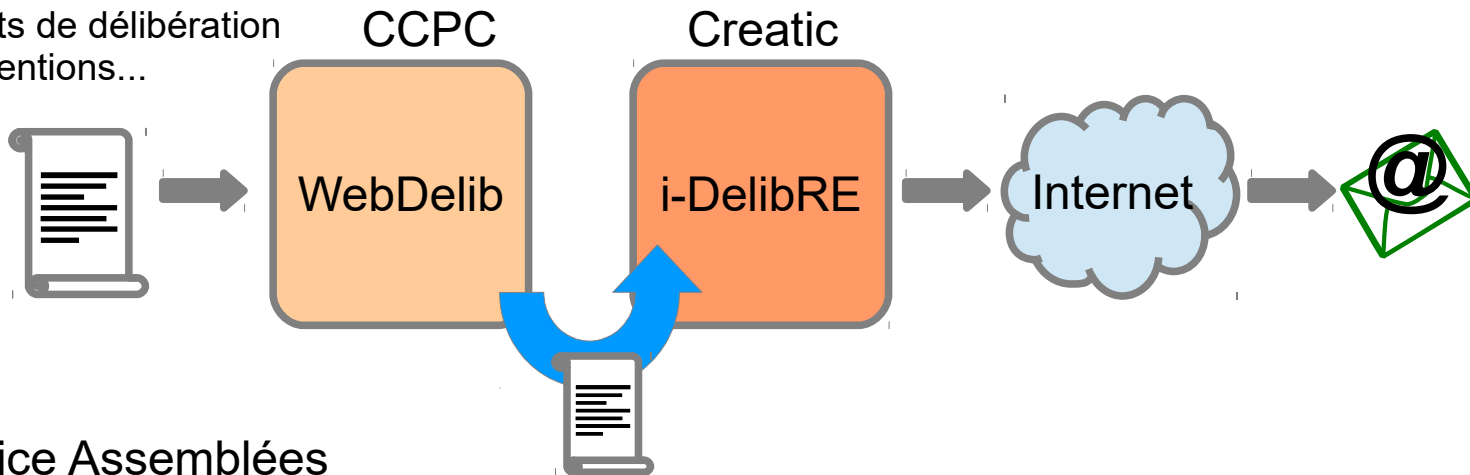 ts de délibération
entions...
CCPC
Creatic
WebDelib
i-DelibRE
Internet
@
ice Assemblées